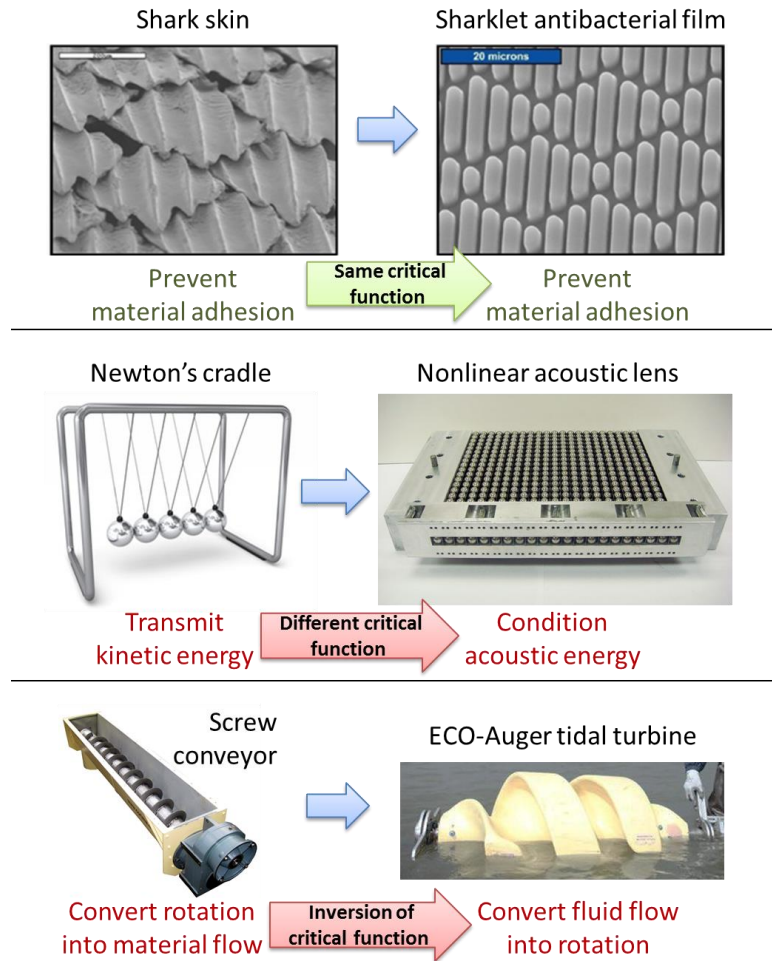 Shark skin
Sharklet antibacterial film
20 microns
Prevent
material adhesion
Same critical
function
Prevent
material adhesion
Newton's cradle
Nonlinear acoustic lens
Transmit
kinetic energy
Different critical
function
Condition
acoustic energy
Screw
conveyor
ECO-Auger tidal turbine
Convert rotation
into material flow
Inversion of
critical function
Convert fluid flow
into rotation